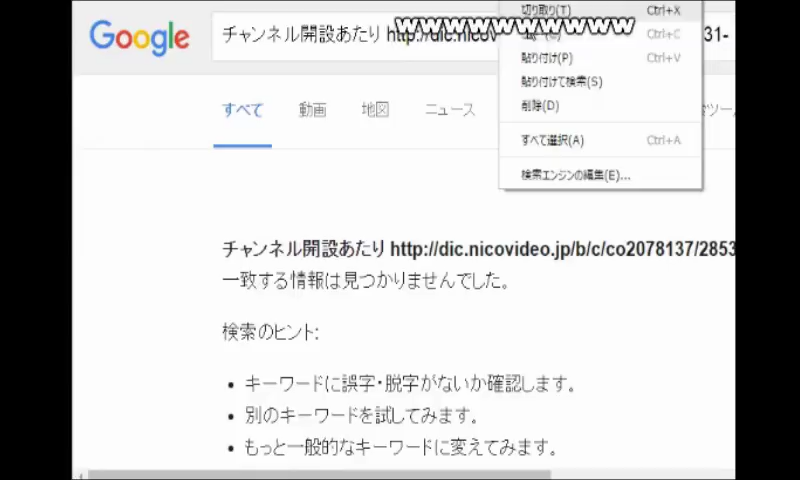 切り取り(T) Ctrl+X
wwwwwwwwwww
Google チャンネル開設あたり http://dic.nicov 31-
Ctrl+C
貼り付け(P) Ctrl+V
貼り付けて検索(S)
削除(D)
すべて 動画 地図 ニュース
すべて選択(A) Ctrl+A
検索エンジンの編集(E)...
チャンネル開設あたり http://dic.nicovideo.jp/b/c/co2078137/2853
一致する情報は見つかりませんでした。
検索のヒント:
• キーワードに誤字・脱字がないか確認します。
• 別のキーワードを試してみます。
• もっと一般的なキーワードに変えてみます。